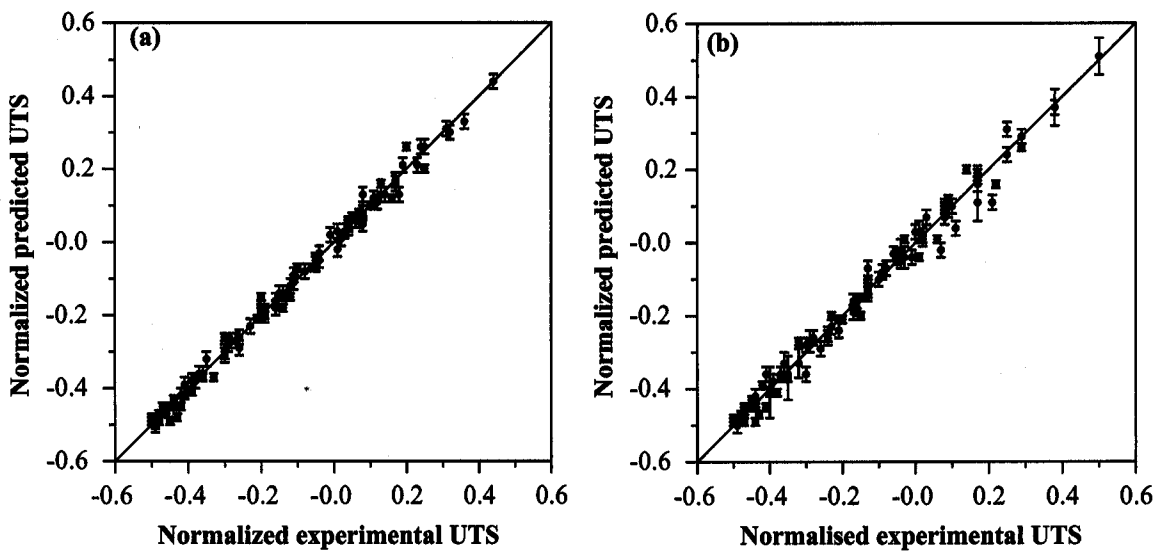 (a)
Normalized predicted UTS
0.6
0.4
0.2
-0.0
-0.2
-0.4
-0.6
-0.6 -0.4 -0.2 -0.0 0.2 0.4 0.6
Normalized experimental UTS
(b)
Normalized predicted UTS
0.6
0.4
0.2
-0.0
-0.2
-0.4
-0.6
-0.6 -0.4 -0.2 -0.0 0.2 0.4 0.6
Normalised experimental UTS